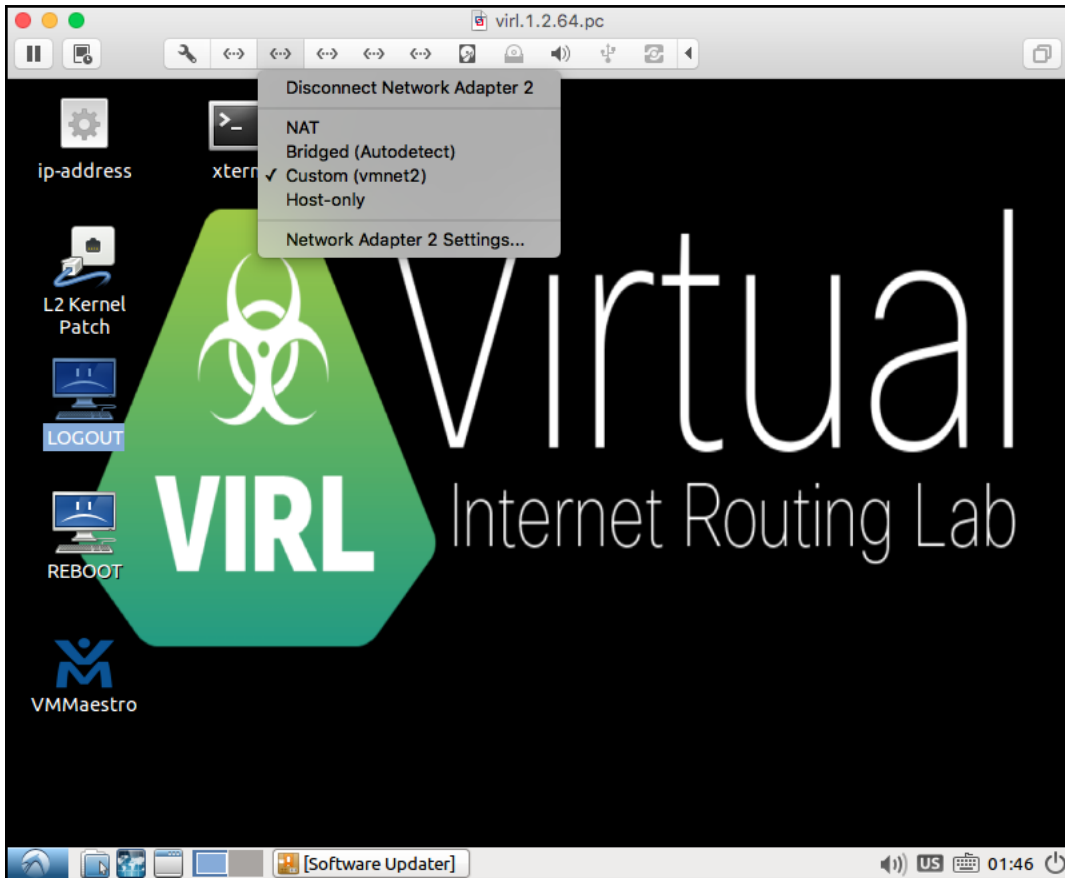 virl.1.2.64.pc
Disconnect Network Adapter 2
NAT
Bridged (Autodetect)
✓ Custom (vmnet2)
Host-only
Network Adapter 2 Settings...
ip-address
xtern
L2 Kernel
Patch
LOGOUT
REBOOT
VMMaestro
VIRL
Virtual
Internet Routing Lab
[Software Updater]
US
01:46